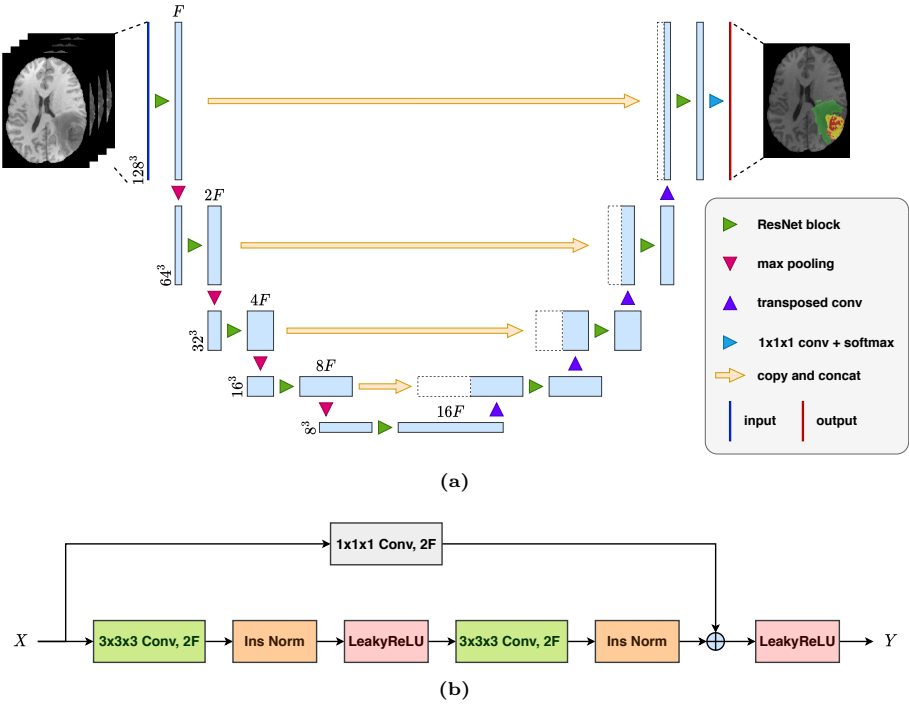 F
128³
2F
64³
4F
32³
8F
16³
16F
8³
ResNet block
max pooling
transposed conv
1x1x1 conv + softmax
copy and concat
input
output
(a)
1x1x1 Conv, 2F
X
3x3x3 Conv, 2F
Ins Norm
LeakyReLU
3x3x3 Conv, 2F
Ins Norm
LeakyReLU
Y
(b)